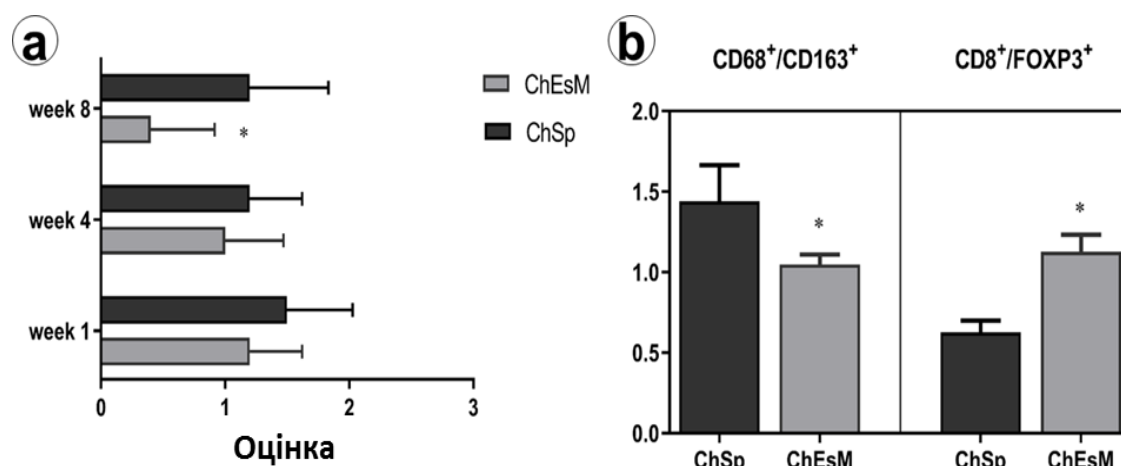 a
week 8
week 4
week 1
*
0 1 2 3
Оцінка
ChEsM
ChSp
b
CD68⁺/CD163⁺ CD8⁺/FOXP3⁺
2.0
1.5
1.0
0.5
0.0
* *
ChSp ChEsM ChSp ChEsM